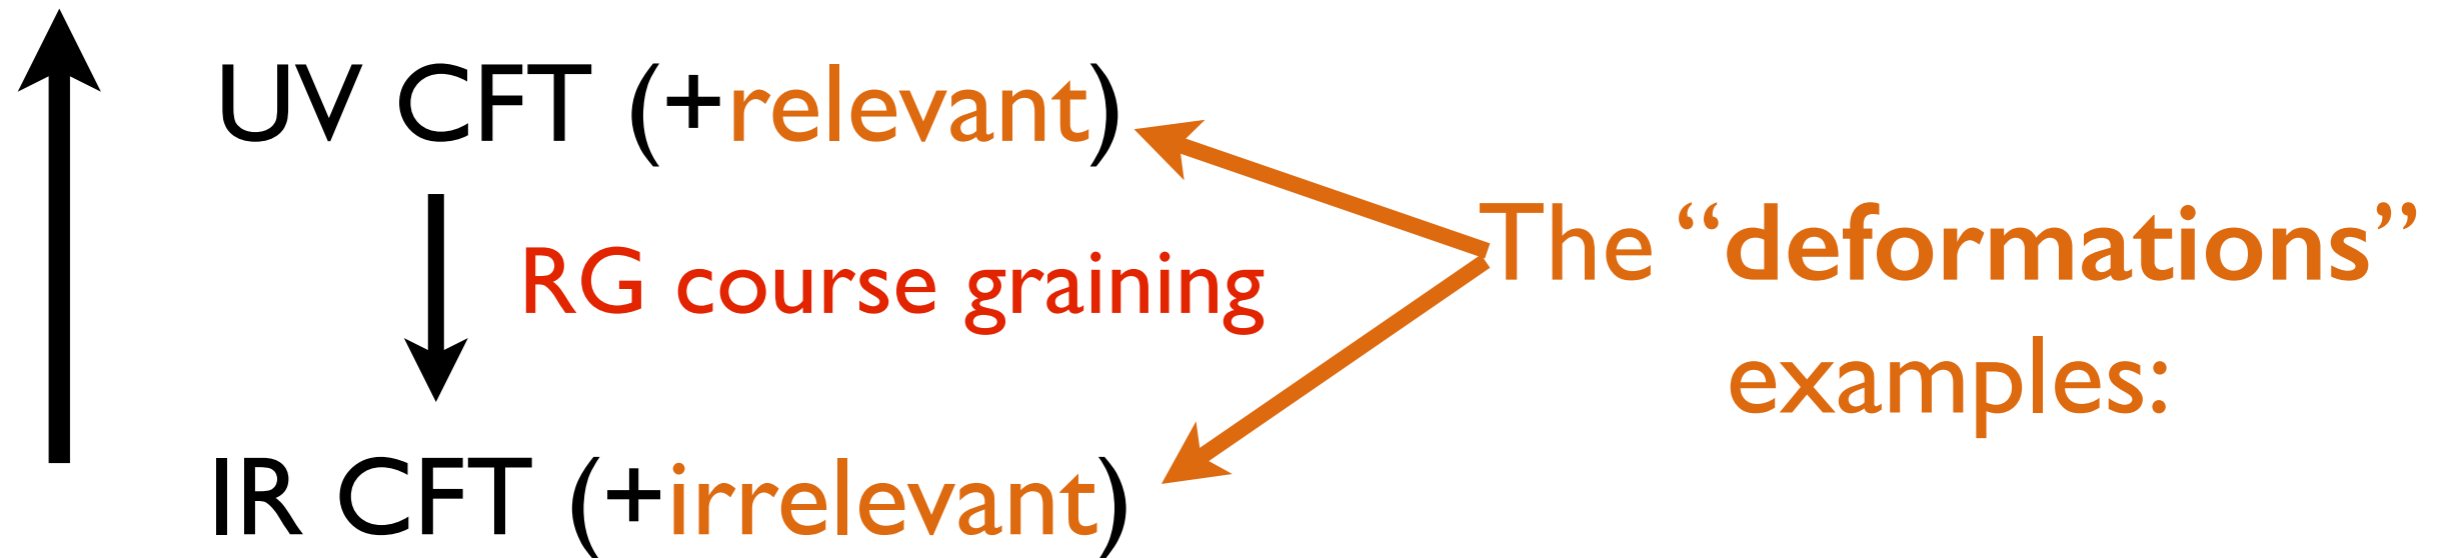 UV CFT (+relevant)
RG course graining
IR CFT (+irrelevant)
The “deformations”
examples: